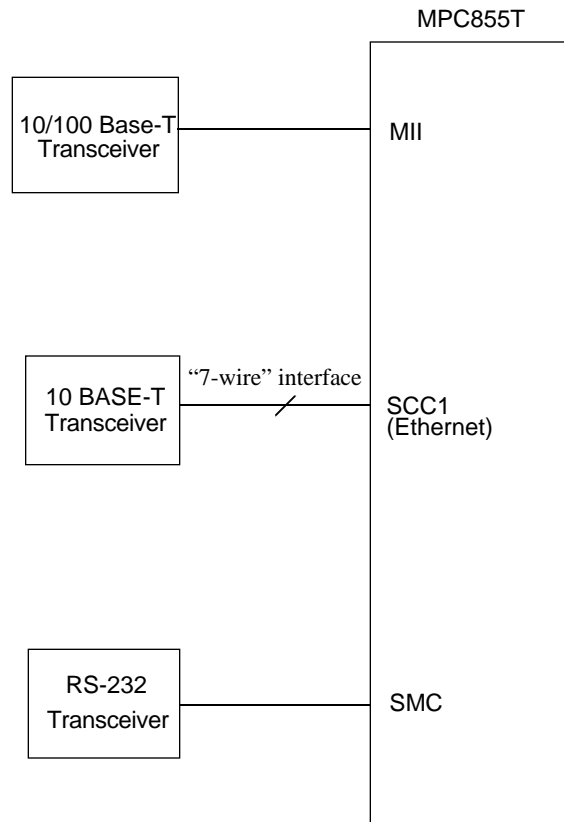 MPC855T
10/100 Base-T
Transceiver
MII
10 BASE-T
Transceiver
“7-wire” interface
SCC1
(Ethernet)
RS-232
Transceiver
SMC